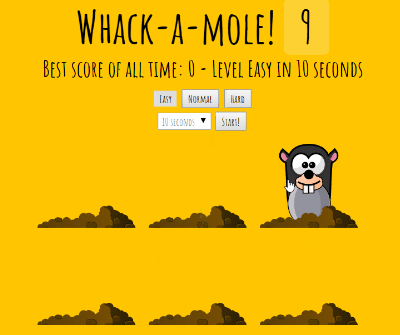 Whack-a-mole! 9
Best score of all time: 0 - Level Easy in 10 seconds
Easy Normal Hard
10 seconds Start!